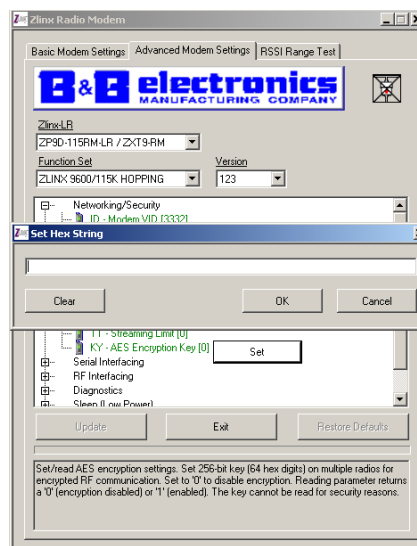 Zlinx Radio Modem
Basic Modem Settings Advanced Modem Settings RSSI Range Test
B&B electronics
MANUFACTURING COMPANY
Zlinx-LR
ZP9D-115RM-LR / ZXT9-RM
Function Set Version
ZLINX 9600/115K HOPPING 123
Networking/Security
ID - Modem VID [3332]
Set Hex String
Clear OK Cancel
TT - Streaming Limit [0]
KY - AES Encryption Key [0] Set
Serial Interfacing
RF Interfacing
Diagnostics
Sleep (Low Power)
Update Exit Restore Defaults
Set/read AES encryption settings. Set 256-bit key (64 hex digits) on multiple radios for
encrypted RF communication. Set to '0' to disable encryption. Reading parameter returns
a '0' (encryption disabled) or '1' (enabled). The key cannot be read for security reasons.